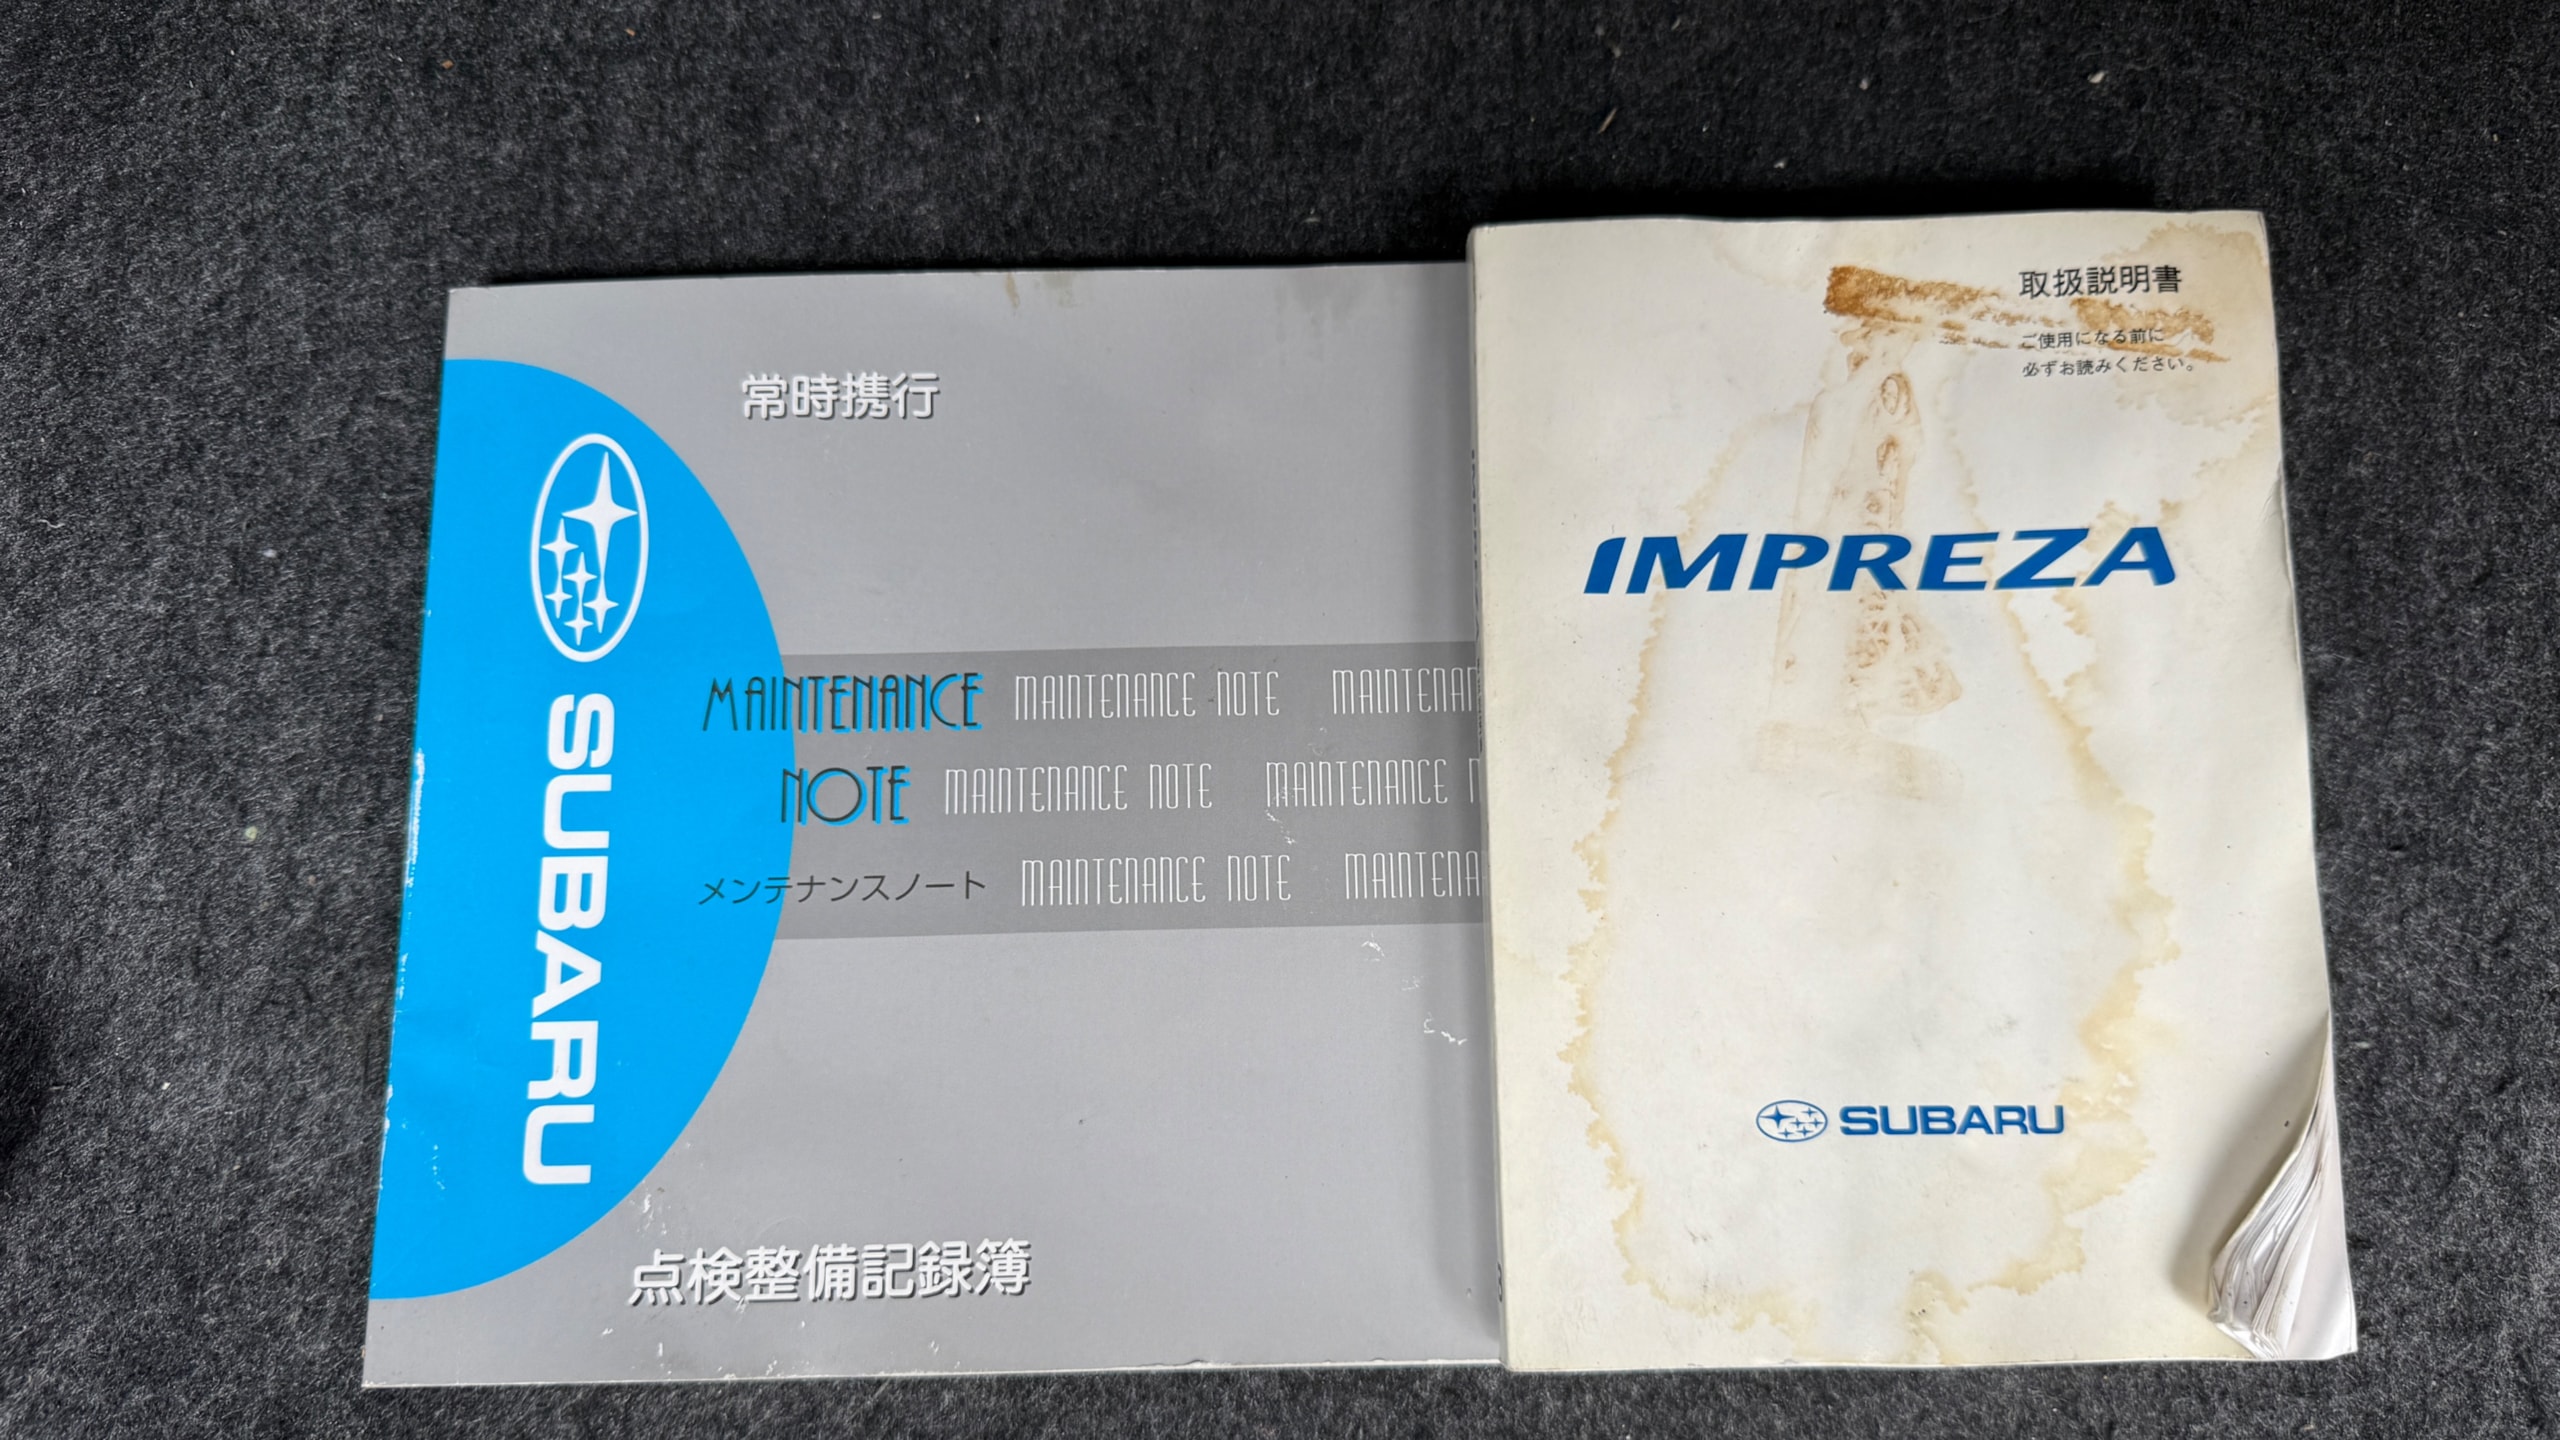 常時携行
SUBARU
MAINTENANCE MAINTENANCE NOTE MAINTENAN
NOTE MAINTENANCE NOTE MAINTENANCE N
メンテナンスノート MAINTENANCE NOTE MAINTENA
点検整備記録簿
取扱説明書
ご使用になる前に
必ずお読みください。
IMPREZA
SUBARU